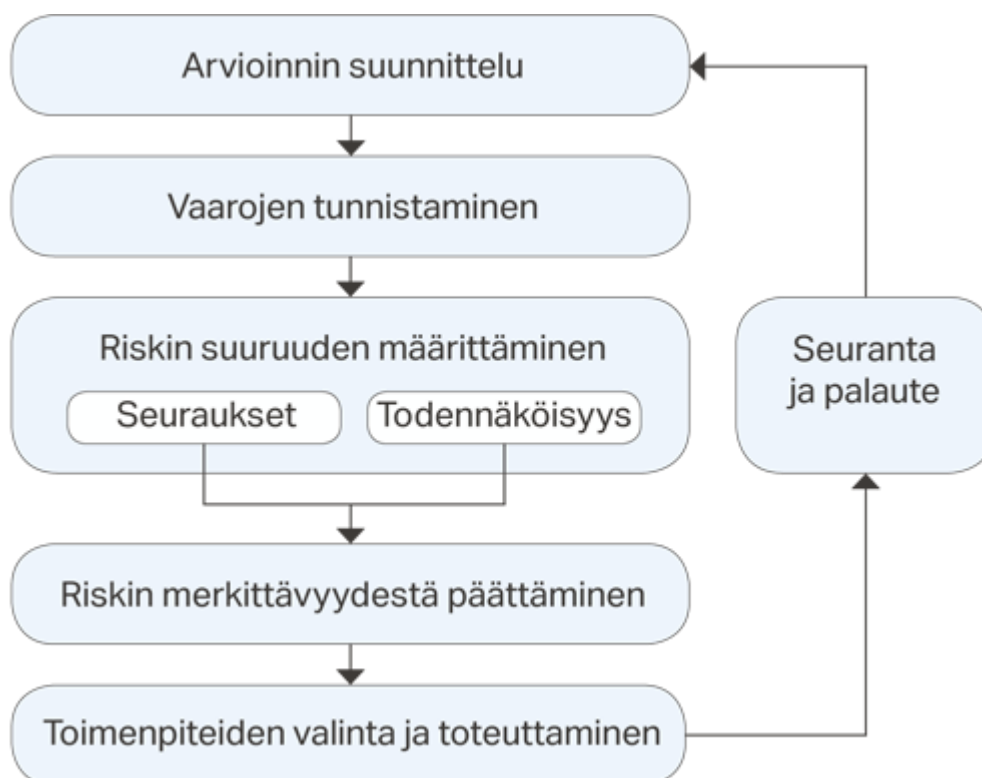 Arvioinnin suunnittelu
Vaarojen tunnistaminen
Riskin suuruuden määrittäminen
Seuraukset
Todennäköisyys
Riskin merkittävyydestä päättäminen
Toimenpiteiden valinta ja toteuttaminen
Seuranta
ja palaute